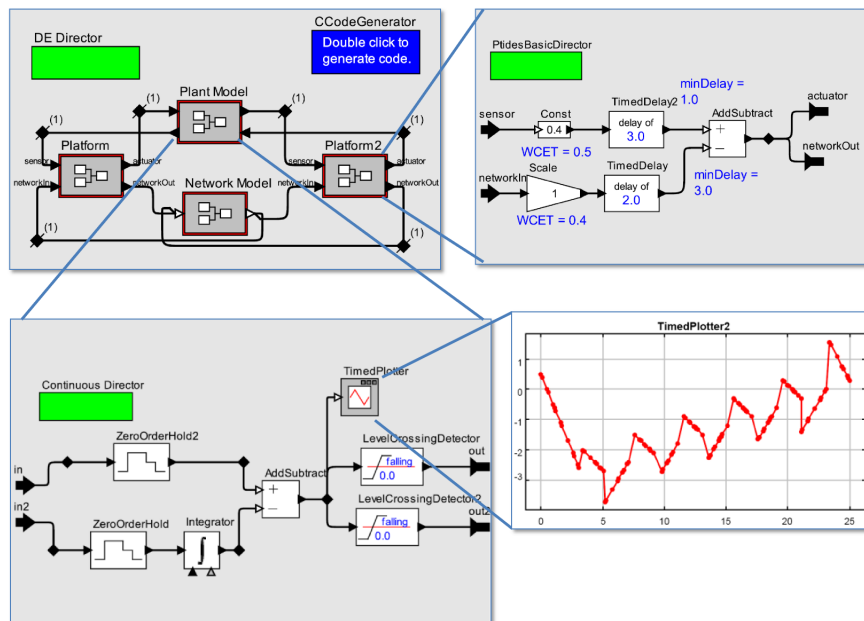 DE Director
CCodeGenerator
Double click to
generate code.
(1)
Plant Model
(1)
Platform
sensor
actuator
networkIn
networkOut
Network Model
sensor
networkIn
Platform2
actuator
networkOut
(1)
(1)
PtidesBasicDirector
sensor
Const
0.4
WCET = 0.5
TimedDelay2
delay of
3.0
minDelay =
1.0
AddSubtract
+
−
actuator
networkOut
networkIn
Scale
1
WCET = 0.4
TimedDelay
delay of
2.0
minDelay =
3.0
Continuous Director
in
in2
ZeroOrderHold2
ZeroOrderHold
Integrator
∫
AddSubtract
+
−
TimedPlotter
LevelCrossingDetector
falling
0.0
out
LevelCrossingDetector2
falling
0.0
out2
TimedPlotter2
1
0
-1
-2
-3
0
5
10
15
20
25